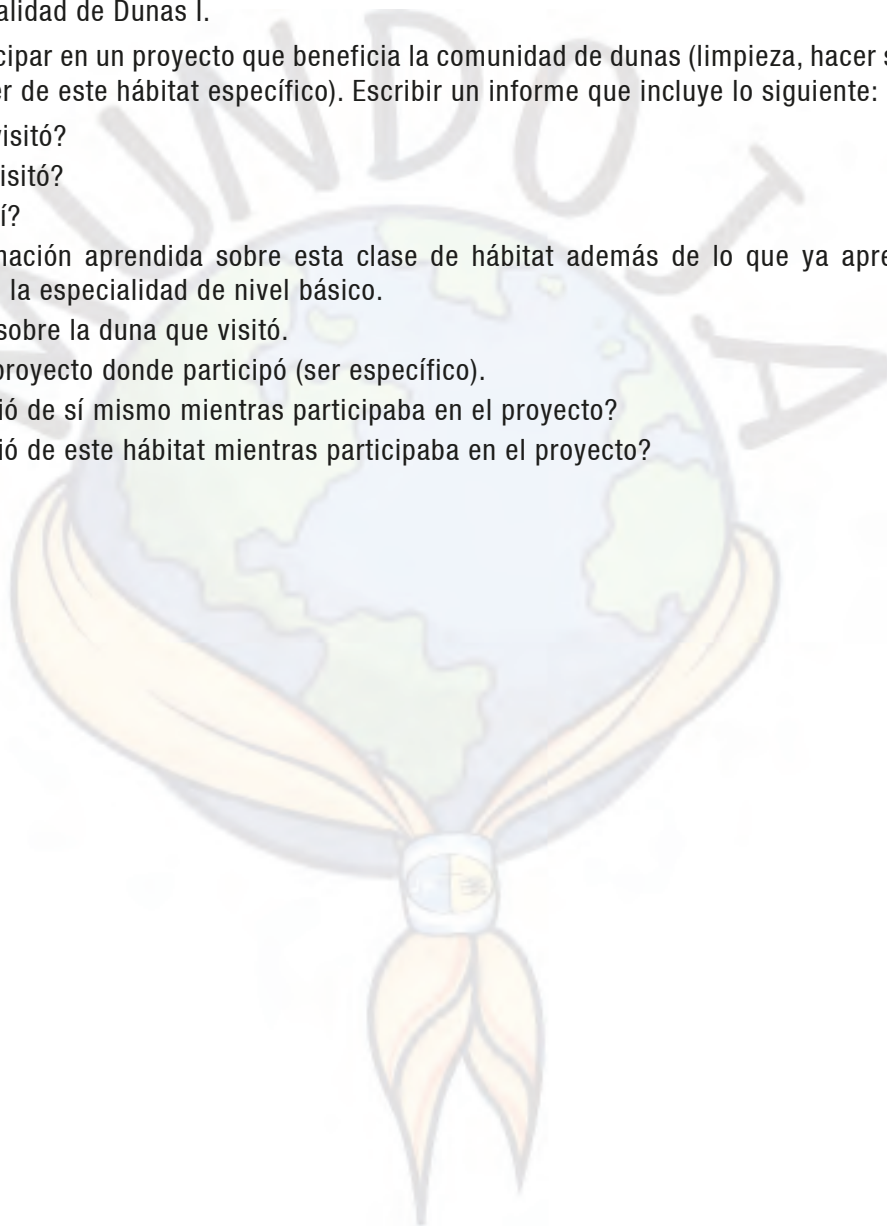 alidad de Dunas I.
cipar en un proyecto que beneficia la comunidad de dunas (limpieza, hacer s
er de este hábitat específico). Escribir un informe que incluye lo siguiente:
visitó?
isitó?
í?
mación aprendida sobre esta clase de hábitat además de lo que ya apre
la especialidad de nivel básico.
sobre la duna que visitó.
proyecto donde participó (ser específico).
ió de sí mismo mientras participaba en el proyecto?
ió de este hábitat mientras participaba en el proyecto?
MUNDO JA